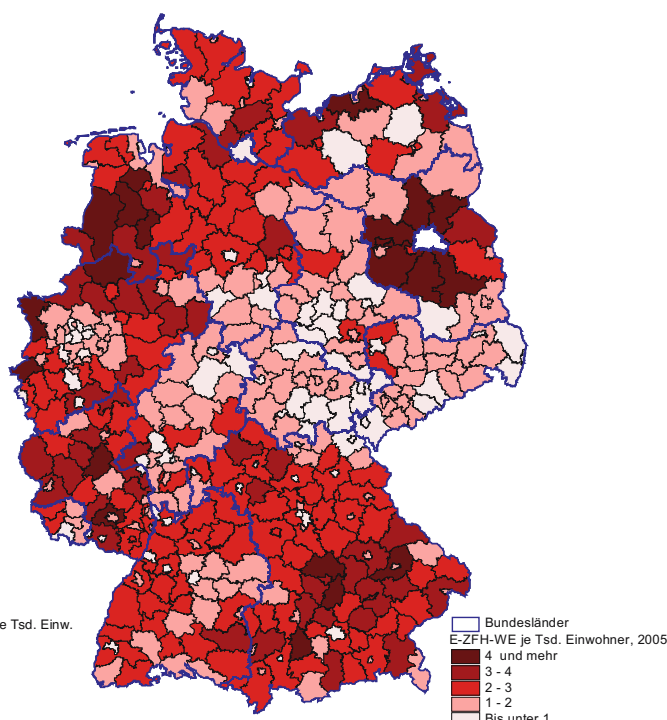 e Tsd. Einw.
Bundesländer
E-ZFH-WE je Tsd. Einwohner, 2005
4 und mehr
3 - 4
2 - 3
1 - 2
Bis unter 1